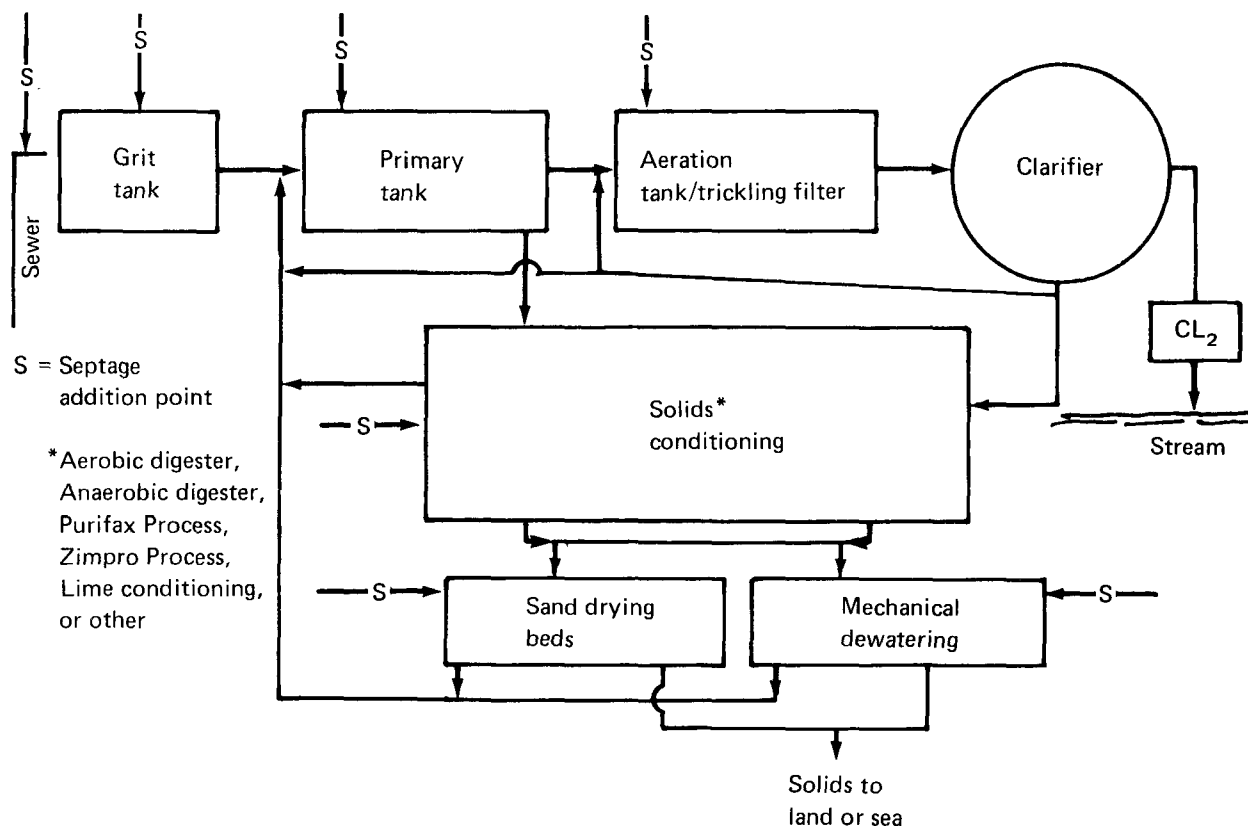 S
S
S
S
Grit
tank
Primary
tank
Aeration
tank/trickling filter
Clarifier
Sewer
CL₂
S = Septage
addition point
Solids*
conditioning
S
Stream
*Aerobic digester,
Anaerobic digester,
Purifax Process,
Zimpro Process,
Lime conditioning,
or other
S
Sand drying
beds
Mechanical
dewatering
S
Solids to
land or sea